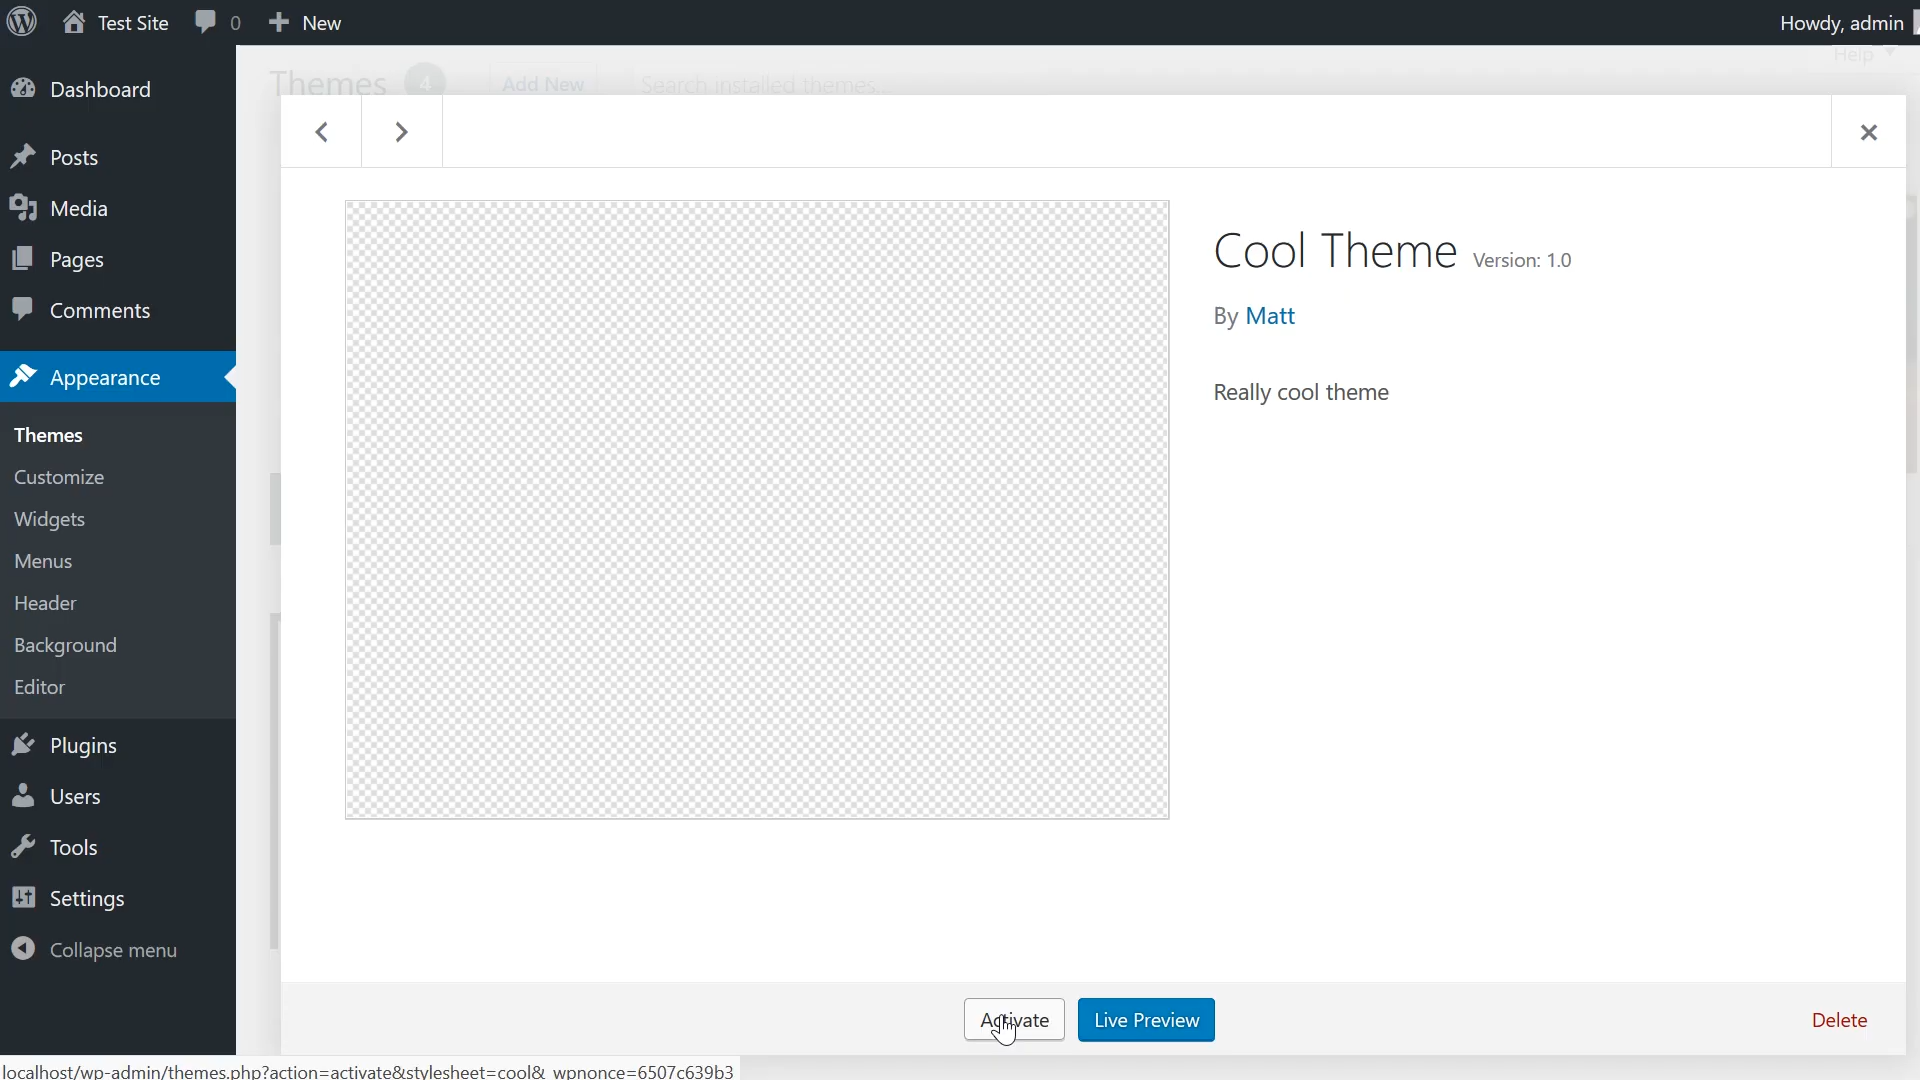 Test Site 0 New Howdy, admin
Help
Themes 4 Add New Search installed themes...
Dashboard
Posts
Media
Pages
Comments
Appearance
Themes
Customize
Widgets
Menus
Header
Background
Editor
Plugins
Users
Tools
Settings
Collapse menu
Cool Theme Version: 1.0
By Matt
Really cool theme
Activate Live Preview Delete
localhost/wp-admin/themes.php?action=activate&stylesheet=cool&_wpnonce=6507c639b3